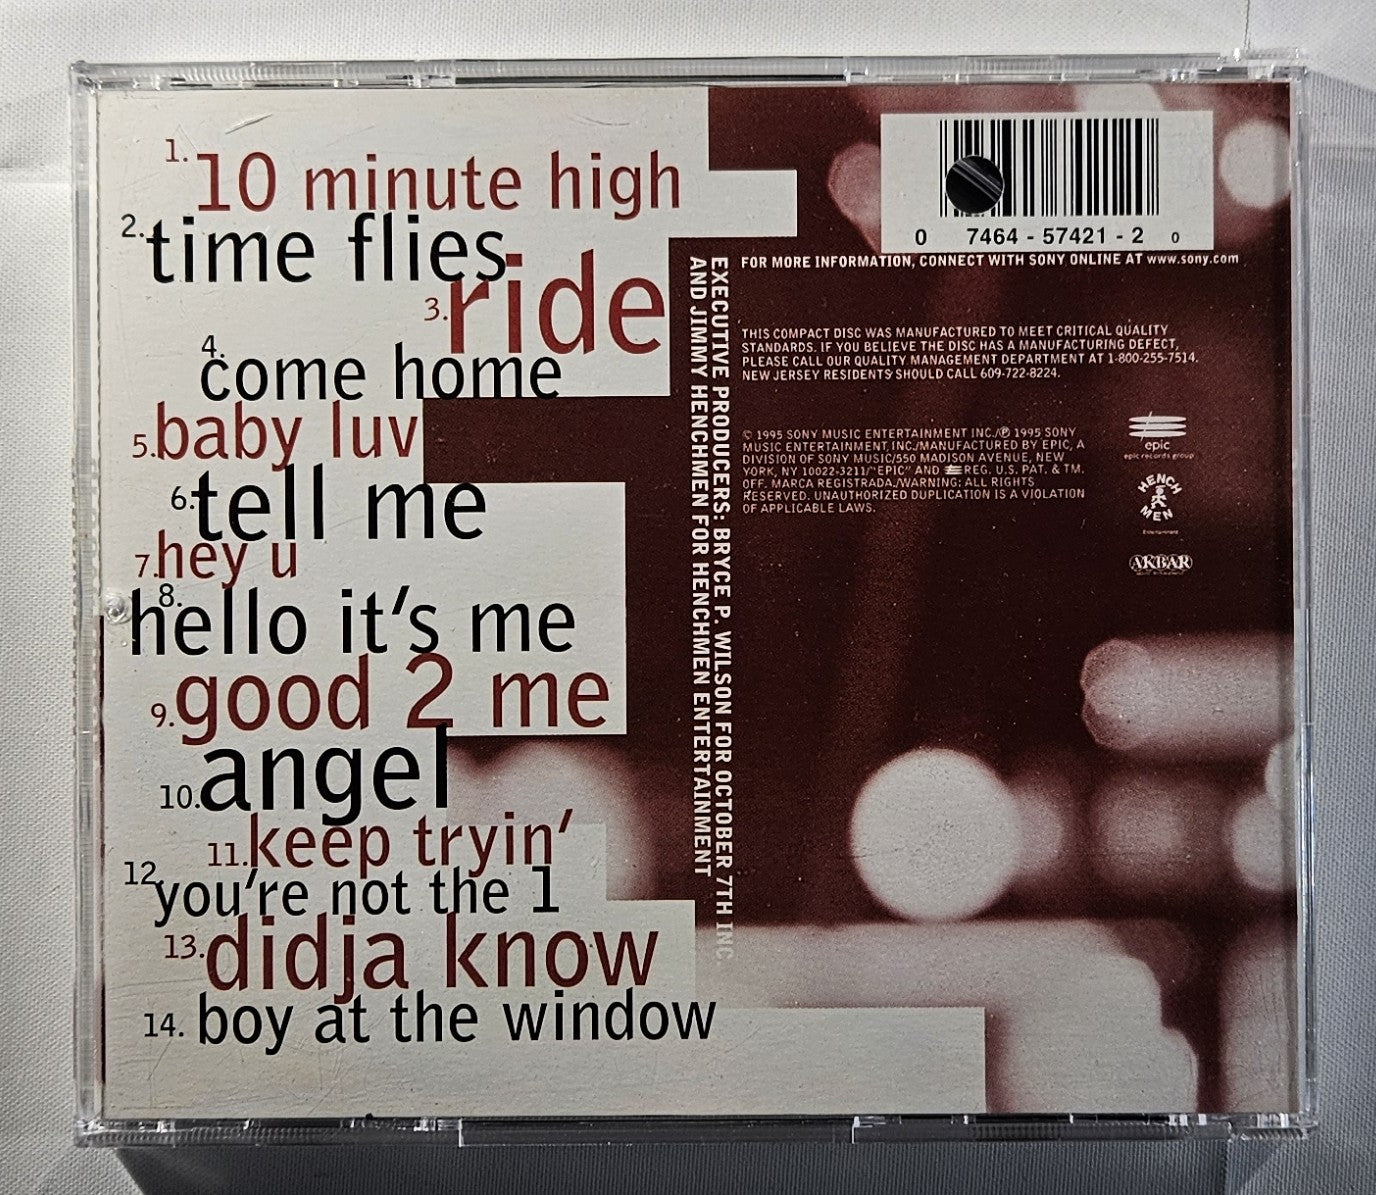 1. 10 minute high
2. time flies
3. ride
4. come home
5. baby luv
6. tell me
7. hey u
8. hello it's me
9. good 2 me
10. angel
11. keep tryin'
12 you're not the 1
13. didja know
14. boy at the window
EXECUTIVE PRODUCERS: BRYCE P. WILSON FOR OCTOBER 7TH INC.
AND JIMMY HENCHMEN FOR HENCHMEN ENTERTAINMENT
0 7464 - 57421 - 2 0
FOR MORE INFORMATION, CONNECT WITH SONY ONLINE AT www.sony.com
THIS COMPACT DISC WAS MANUFACTURED TO MEET CRITICAL QUALITY
STANDARDS. IF YOU BELIEVE THE DISC HAS A MANUFACTURING DEFECT,
PLEASE CALL OUR QUALITY MANAGEMENT DEPARTMENT AT 1-800-255-7514.
NEW JERSEY RESIDENTS SHOULD CALL 609-722-8224.
© 1995 SONY MUSIC ENTERTAINMENT INC./℗ 1995 SONY
MUSIC ENTERTAINMENT INC./MANUFACTURED BY EPIC, A
DIVISION OF SONY MUSIC/550 MADISON AVENUE, NEW
YORK, NY 10022-3211/"EPIC" AND REG. U.S. PAT. & TM.
OFF. MARCA REGISTRADA./WARNING: ALL RIGHTS
RESERVED. UNAUTHORIZED DUPLICATION IS A VIOLATION
OF APPLICABLE LAWS.
epic
epic records group
HENCH
MEN
Entertainment
AKBAR